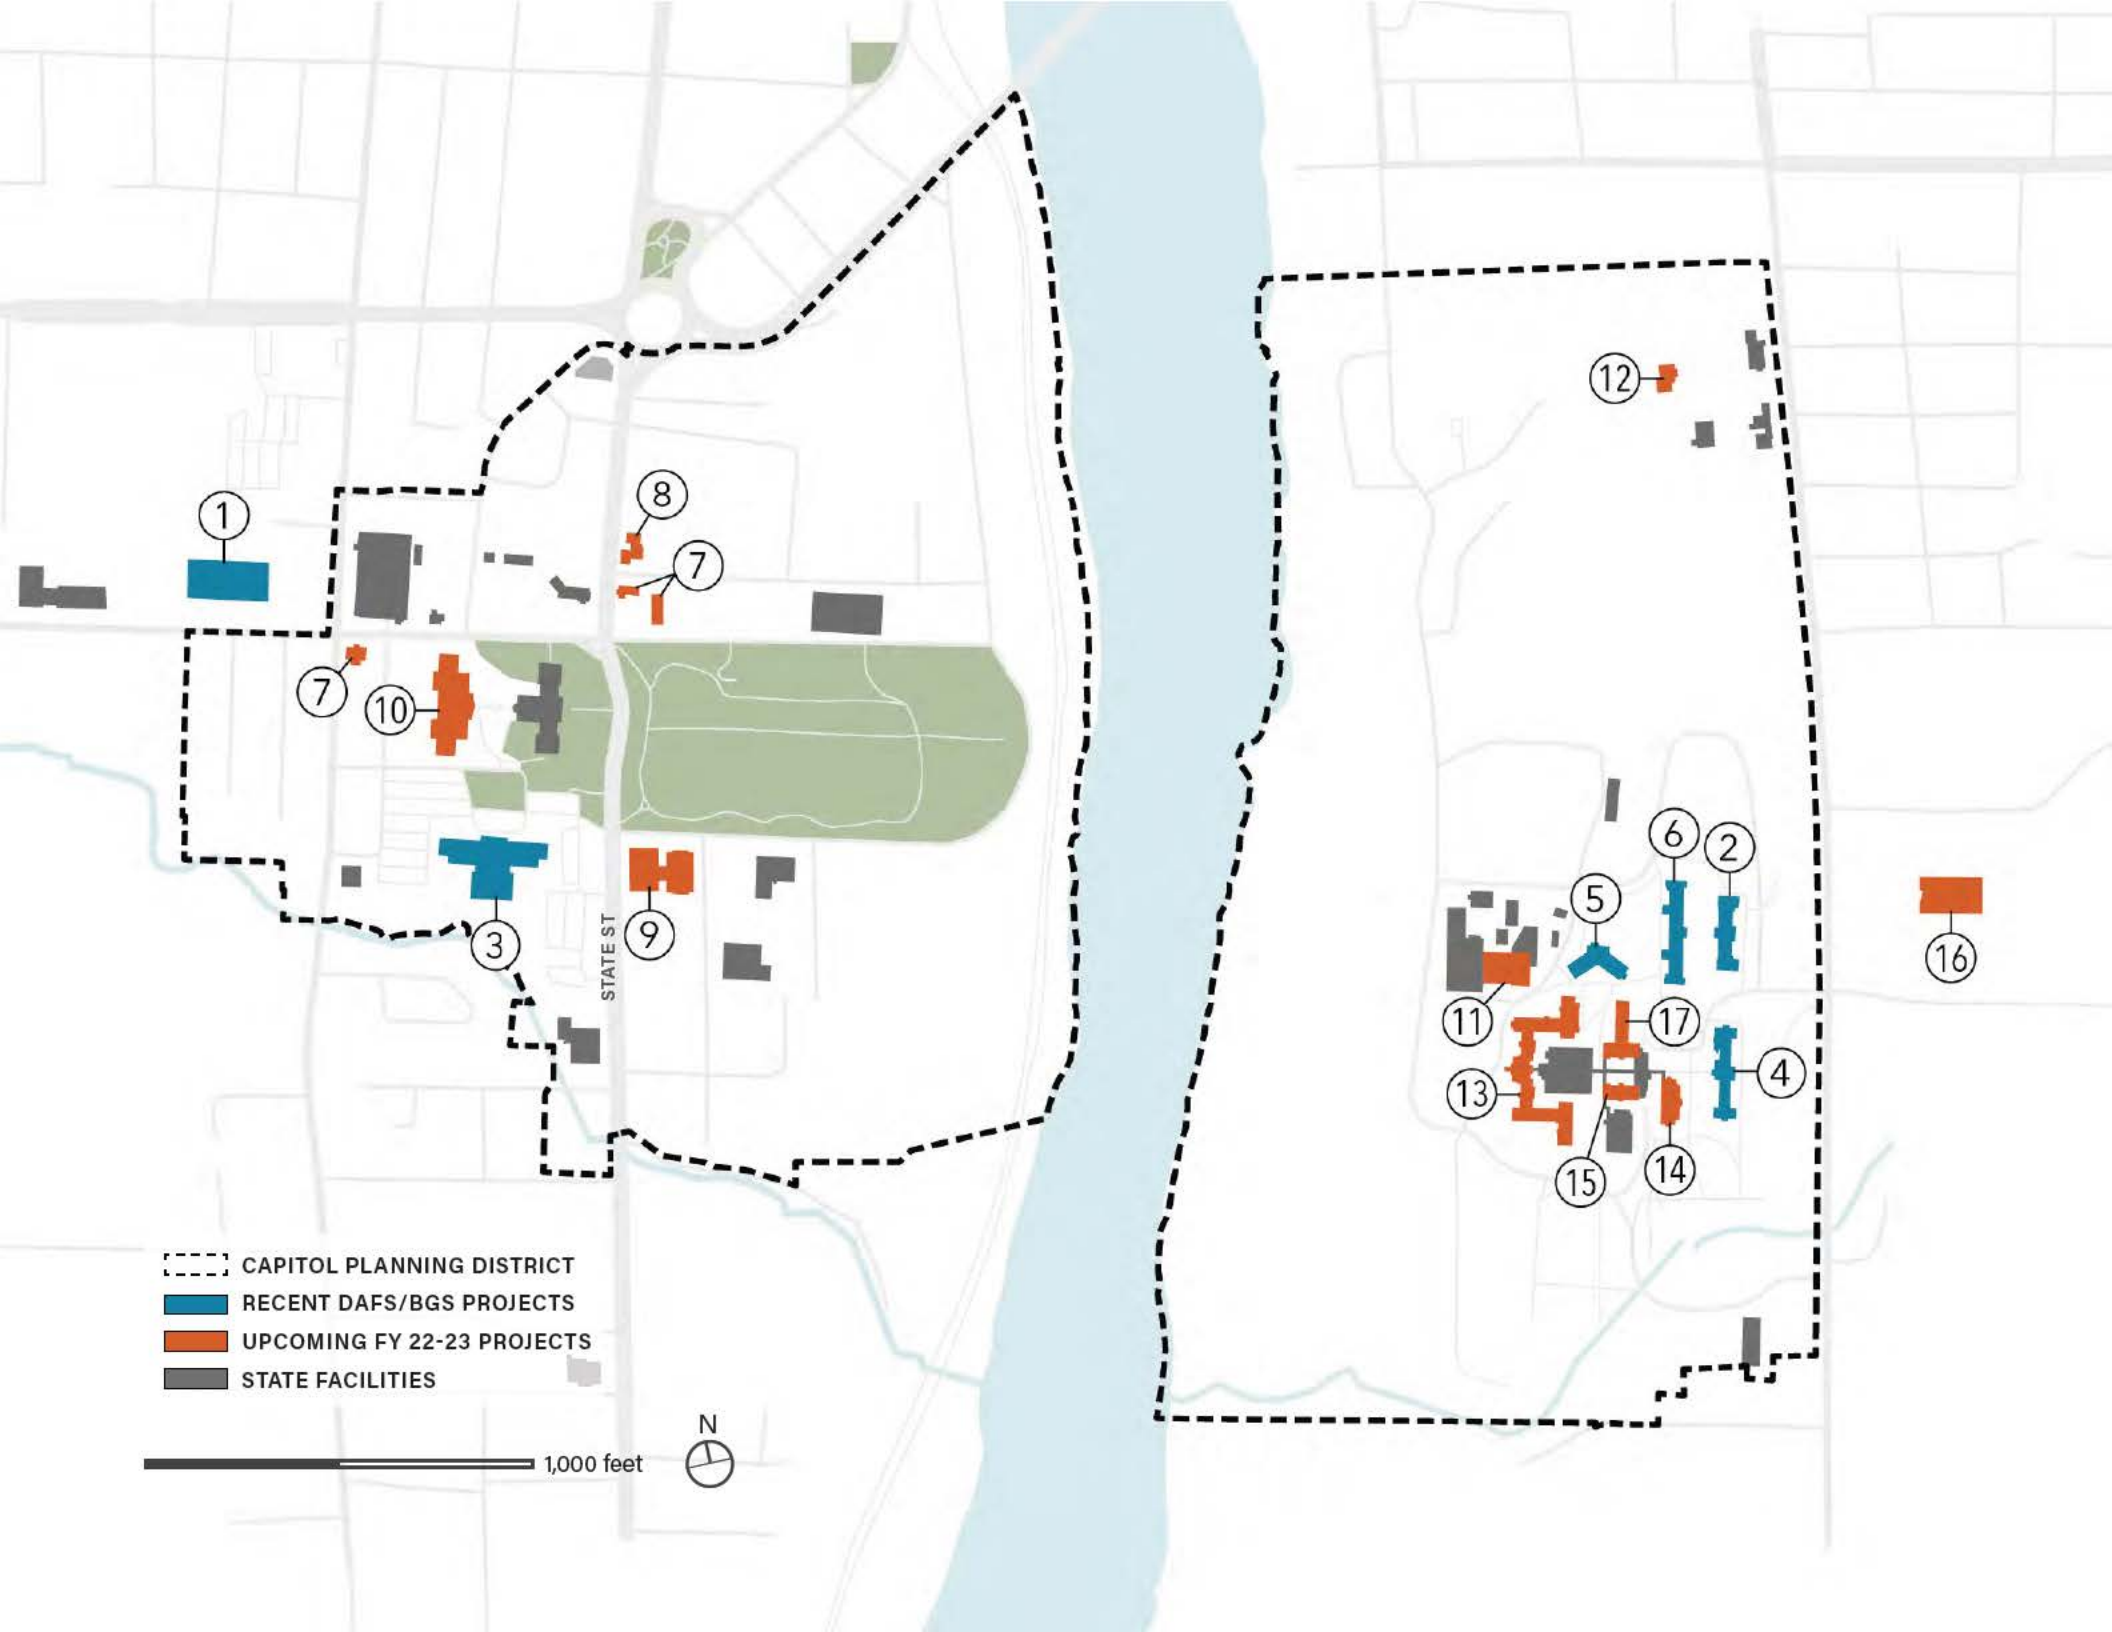 12
8
1
7
7
10
6
2
5
3
STATE ST
9
16
11
17
13
4
15
14
CAPITOL PLANNING DISTRICT
RECENT DAFS/BGS PROJECTS
UPCOMING FY 22-23 PROJECTS
STATE FACILITIES
N
1,000 feet